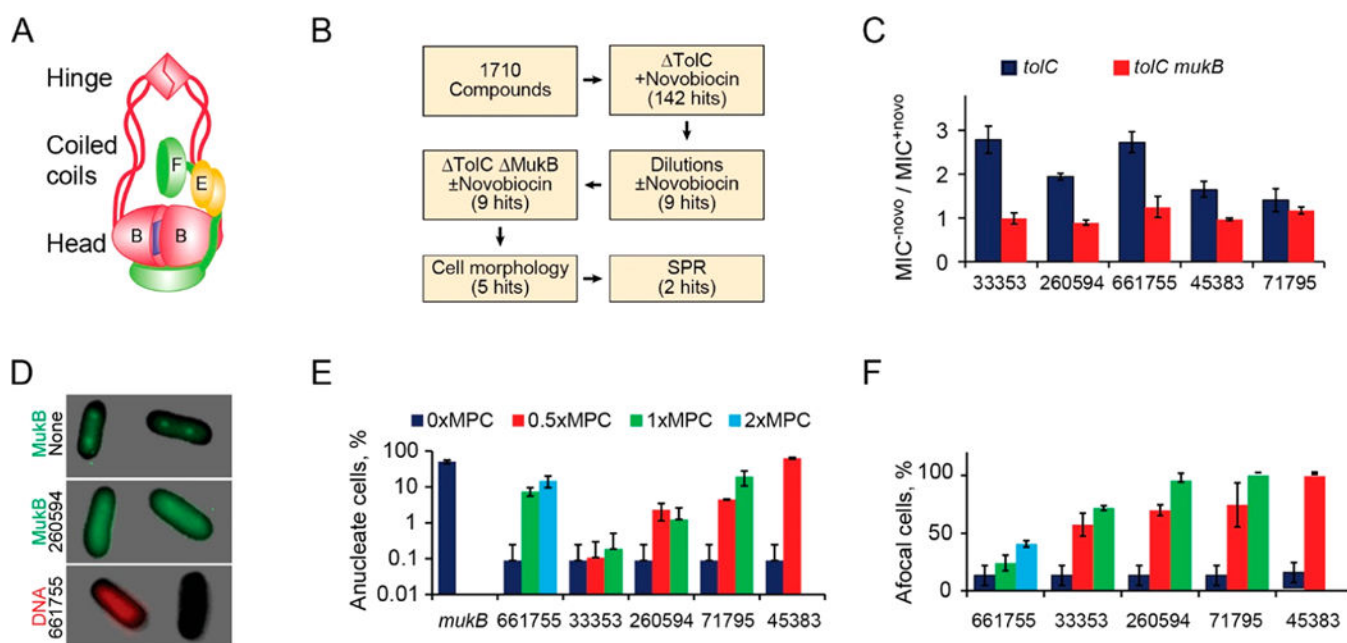 A
Hinge
Coiled
coils
Head
F
E
B
B
B
1710
Compounds
ΔTolC
+Novobiocin
(142 hits)
ΔTolC ΔMukB
±Novobiocin
(9 hits)
Dilutions
±Novobiocin
(9 hits)
Cell morphology
(5 hits)
SPR
(2 hits)
C
tolC
tolC mukB
MIC-novo / MIC+novo
3
2
1
0
33353
260594
661755
45383
71795
D
MukB
None
MukB
260594
DNA
661755
E
0xMPC
0.5xMPC
1xMPC
2xMPC
Anucleate cells, %
100
10
1
0.1
0.01
mukB
661755
33353
260594
71795
45383
F
Afocal cells, %
100
50
0
661755
33353
260594
71795
45383